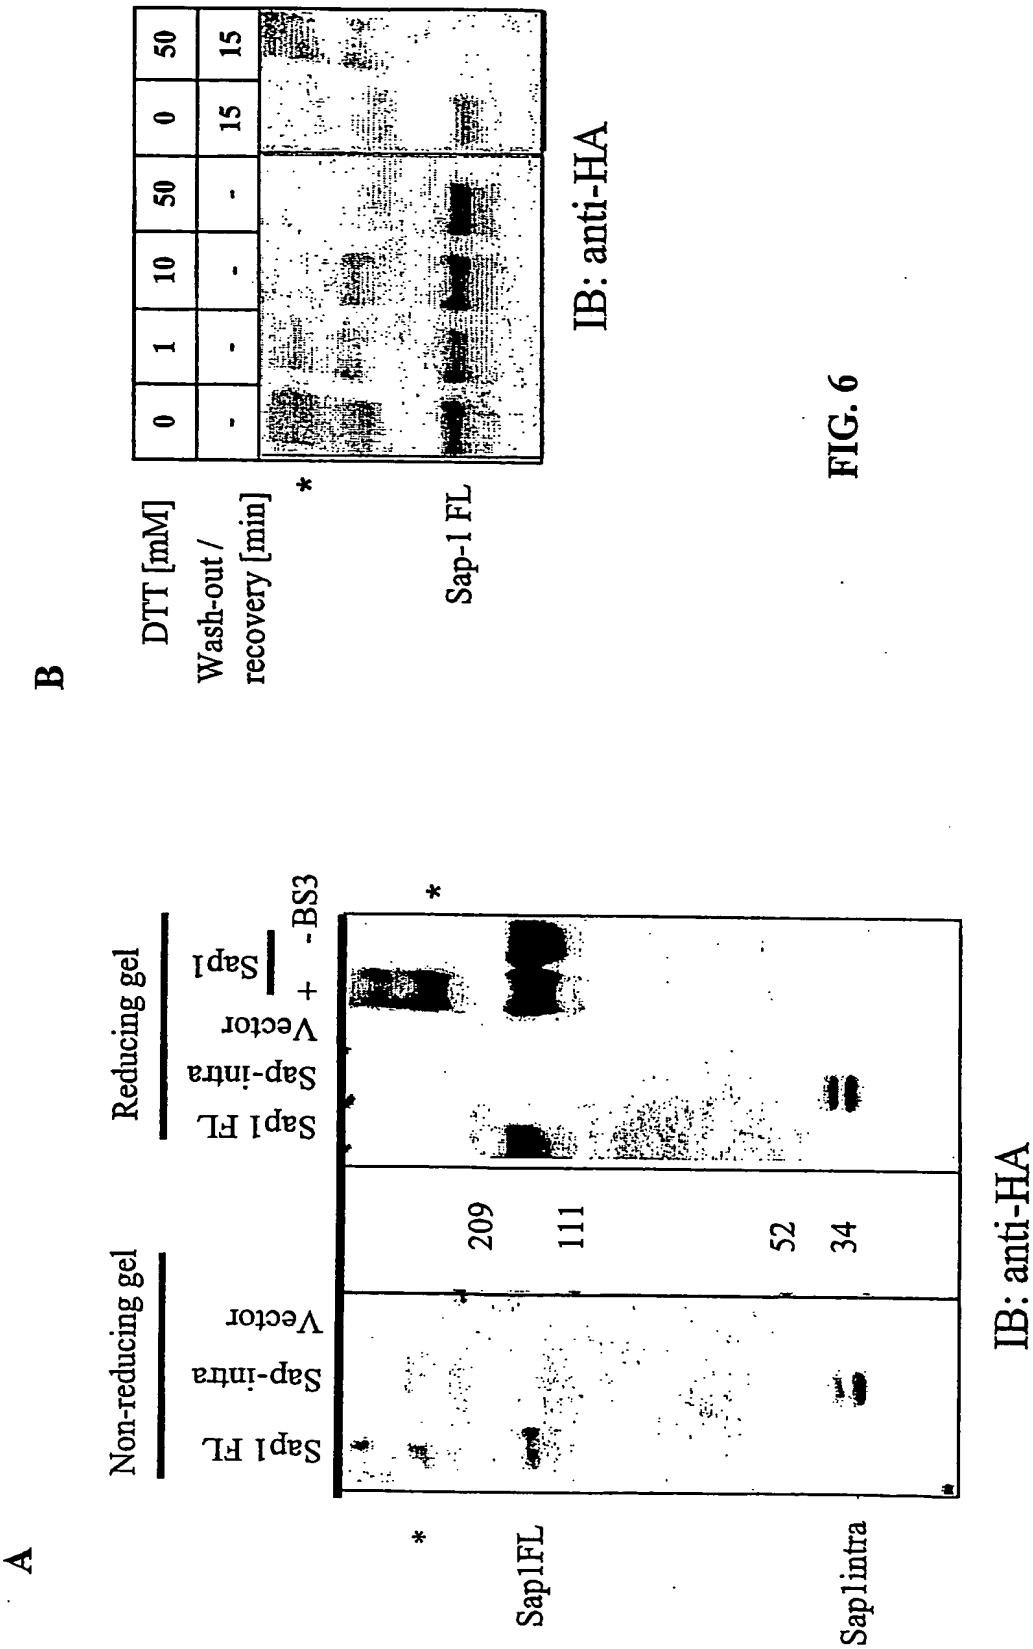 A
Non-reducing gel
Reducing gel
Sap1 FL
Sap-intra
Vector
Sap1 FL
Sap-intra
Vector
Sap1
+
- BS3
*
*
209
111
52
34
Sap1FL
Sap1intra
IB: anti-HA
B
DTT [mM] 0 1 10 50 0 50
Wash-out /
recovery [min] - - - - 15 15
*
Sap-1 FL
IB: anti-HA
FIG. 6